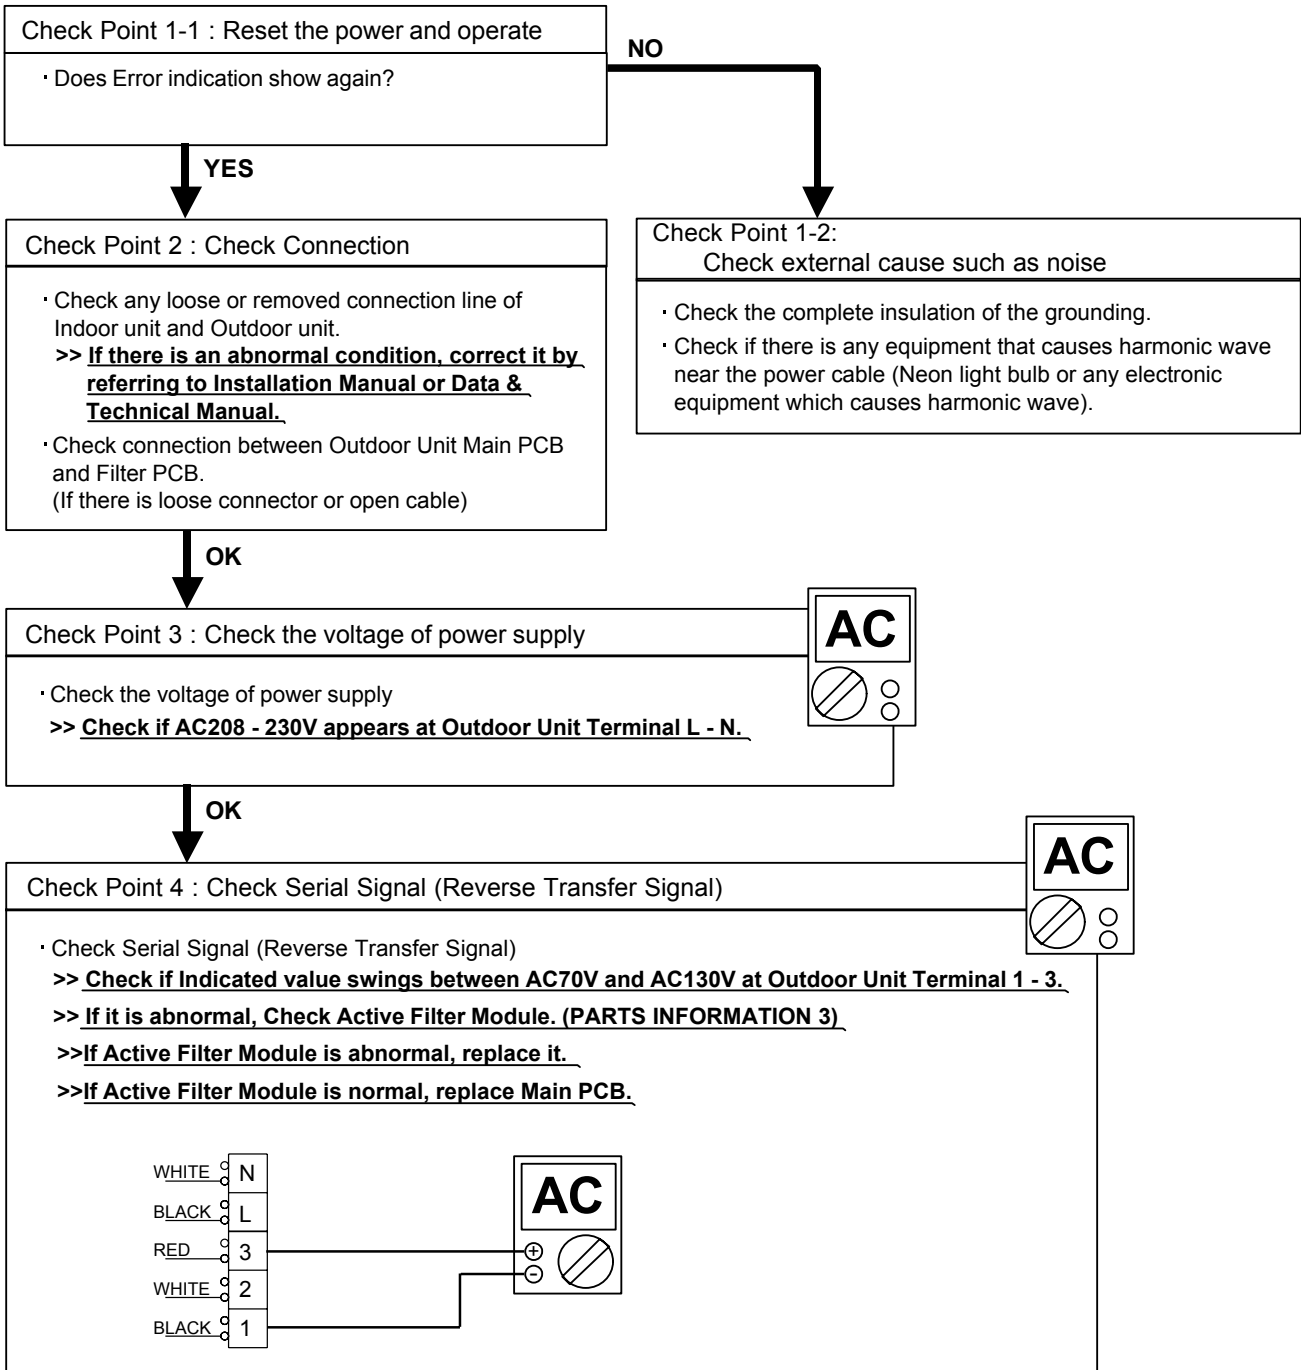 Check Point 1-1 : Reset the power and operate
· Does Error indication show again?
NO
YES
Check Point 2 : Check Connection
· Check any loose or removed connection line of
Indoor unit and Outdoor unit.
>> If there is an abnormal condition, correct it by
referring to Installation Manual or Data &
Technical Manual.
· Check connection between Outdoor Unit Main PCB
and Filter PCB.
(If there is loose connector or open cable)
Check Point 1-2:
Check external cause such as noise
· Check the complete insulation of the grounding.
· Check if there is any equipment that causes harmonic wave
near the power cable (Neon light bulb or any electronic
equipment which causes harmonic wave).
OK
Check Point 3 : Check the voltage of power supply
AC
· Check the voltage of power supply
>> Check if AC208 - 230V appears at Outdoor Unit Terminal L - N.
OK
Check Point 4 : Check Serial Signal (Reverse Transfer Signal)
AC
· Check Serial Signal (Reverse Transfer Signal)
>> Check if Indicated value swings between AC70V and AC130V at Outdoor Unit Terminal 1 - 3.
>> If it is abnormal, Check Active Filter Module. (PARTS INFORMATION 3)
>>If Active Filter Module is abnormal, replace it.
>>If Active Filter Module is normal, replace Main PCB.
WHITE N
BLACK L
RED 3
WHITE 2
BLACK 1
AC
+
-